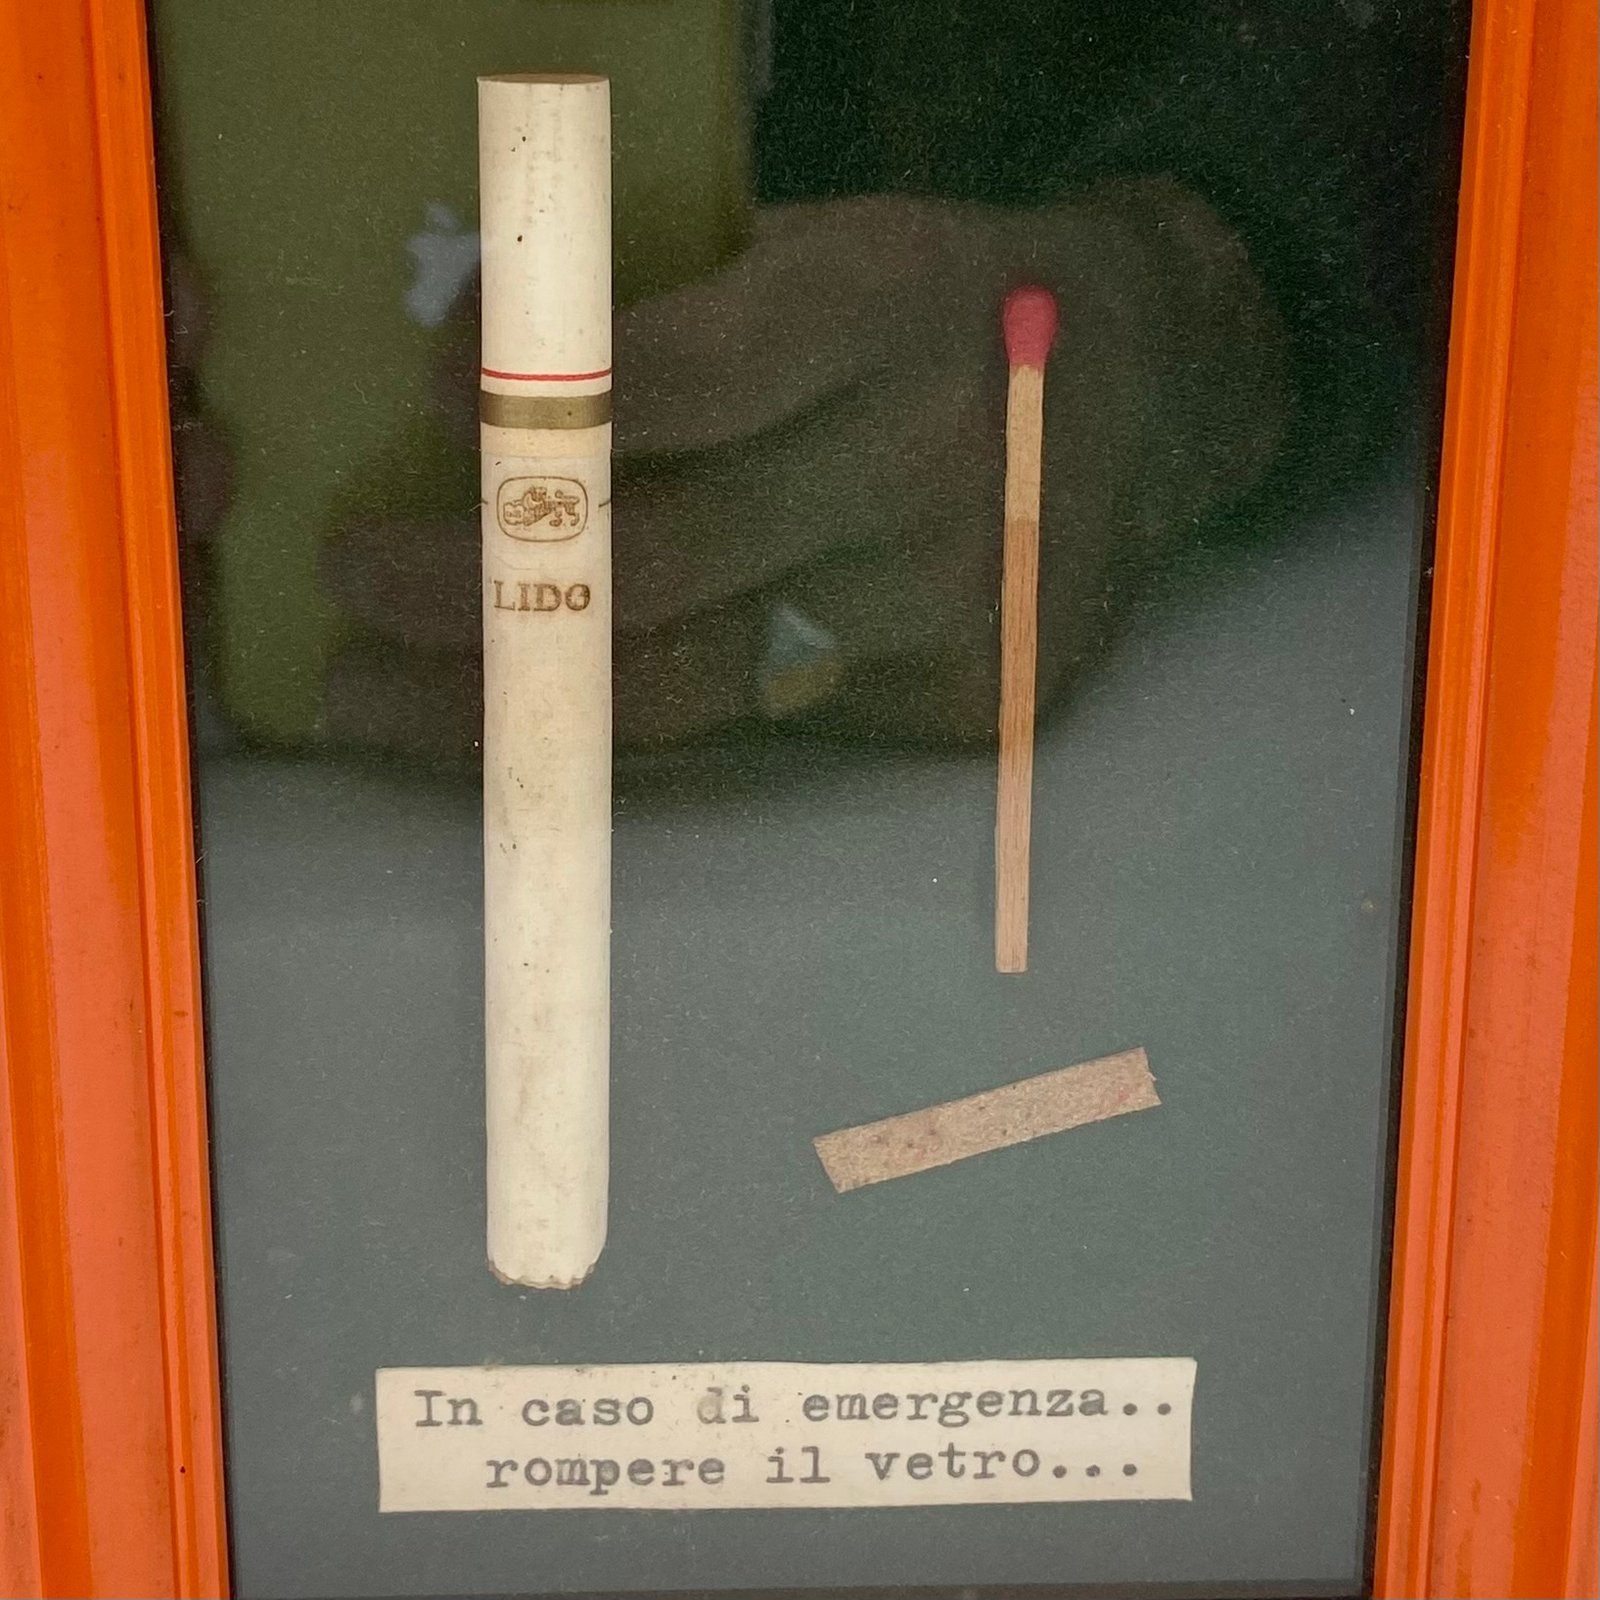 LIDO
In caso di emergenza..
rompere il vetro...